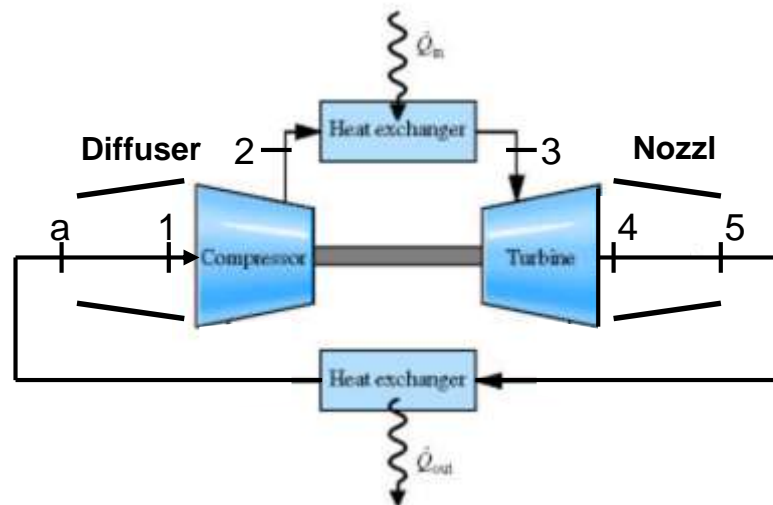 Q̇in
Heat exchanger
Diffuser
2
3
Nozzl
a
1
Compressor
Turbine
4
5
Heat exchanger
Q̇out